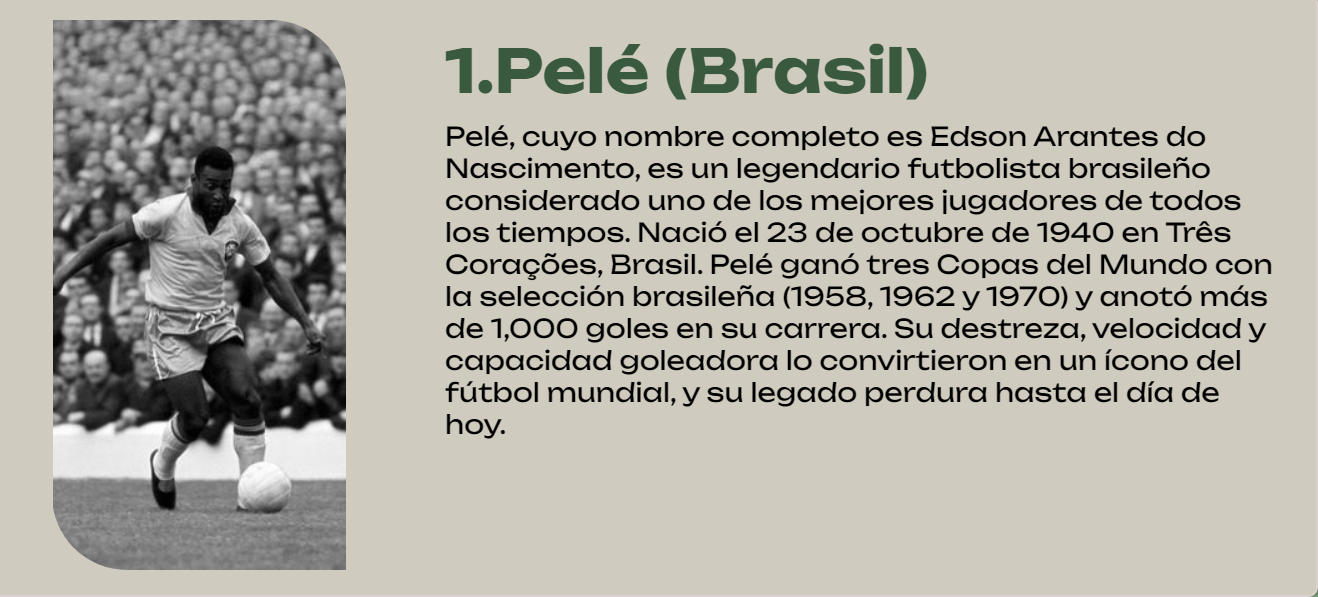 1.Pelé (Brasil)
Pelé, cuyo nombre completo es Edson Arantes do
Nascimento, es un legendario futbolista brasileño
considerado uno de los mejores jugadores de todos
los tiempos. Nació el 23 de octubre de 1940 en Três
Corações, Brasil. Pelé ganó tres Copas del Mundo con
la selección brasileña (1958, 1962 y 1970) y anotó más
de 1,000 goles en su carrera. Su destreza, velocidad y
capacidad goleadora lo convirtieron en un ícono del
fútbol mundial, y su legado perdura hasta el día de
hoy.